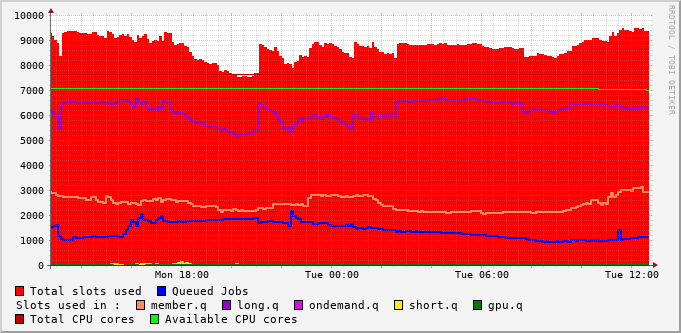 10000
9000
8000
7000
6000
5000
4000
3000
2000
1000
0
Mon 18:00 Tue 00:00 Tue 06:00 Tue 12:00
RRDTOOL / TOBI OETIKER
Total slots used Queued Jobs
Slots used in : member.q long.q ondemand.q short.q gpu.q
Total CPU cores Available CPU cores